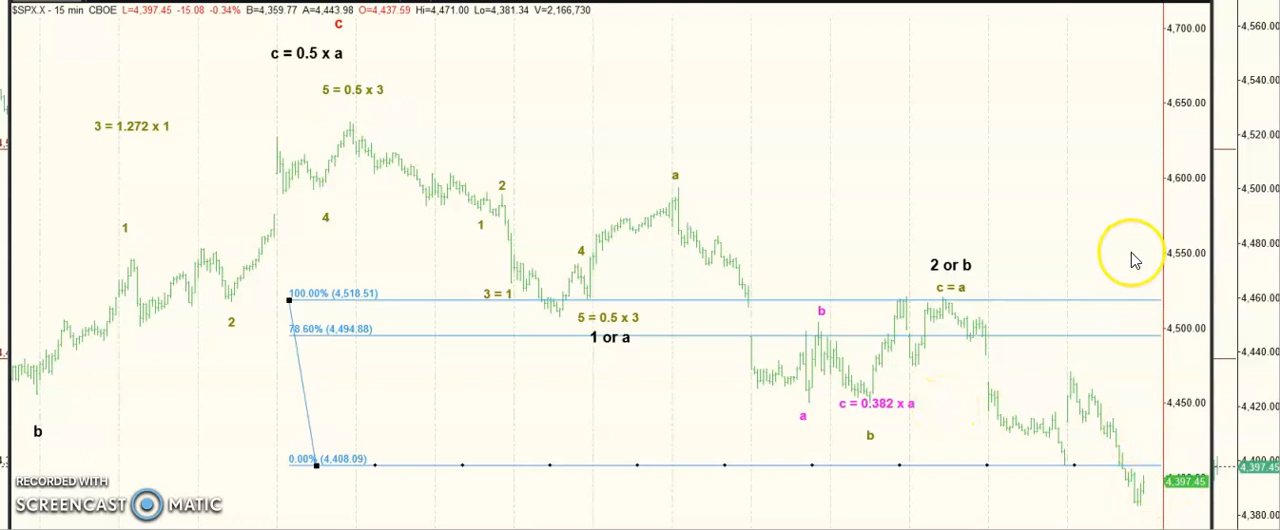 $SPX.X - 15 min CBOE L=4,397.45 -15.08 -0.34% B=4,359.77 A=4,443.98 O=4,437.59 Hi=4,471.00 Lo=4,381.34 V=2,166,730
c
c = 0.5 x a
5 = 0.5 x 3
3 = 1.272 x 1
1
2
4
b
2
1
3 = 1
4
5 = 0.5 x 3
1 or a
a
100.00% (4,518.51)
78.60% (4,494.88)
0.00% (4,408.09)
b
a
c = 0.382 x a
b
2 or b
c = a
4,700.00
4,650.00
4,600.00
4,550.00
4,500.00
4,450.00
4,397.45
4,560.00
4,540.00
4,520.00
4,500.00
4,480.00
4,460.00
4,440.00
4,420.00
4,397.45
4,380.00
RECORDED WITH
SCREENCAST MATIC